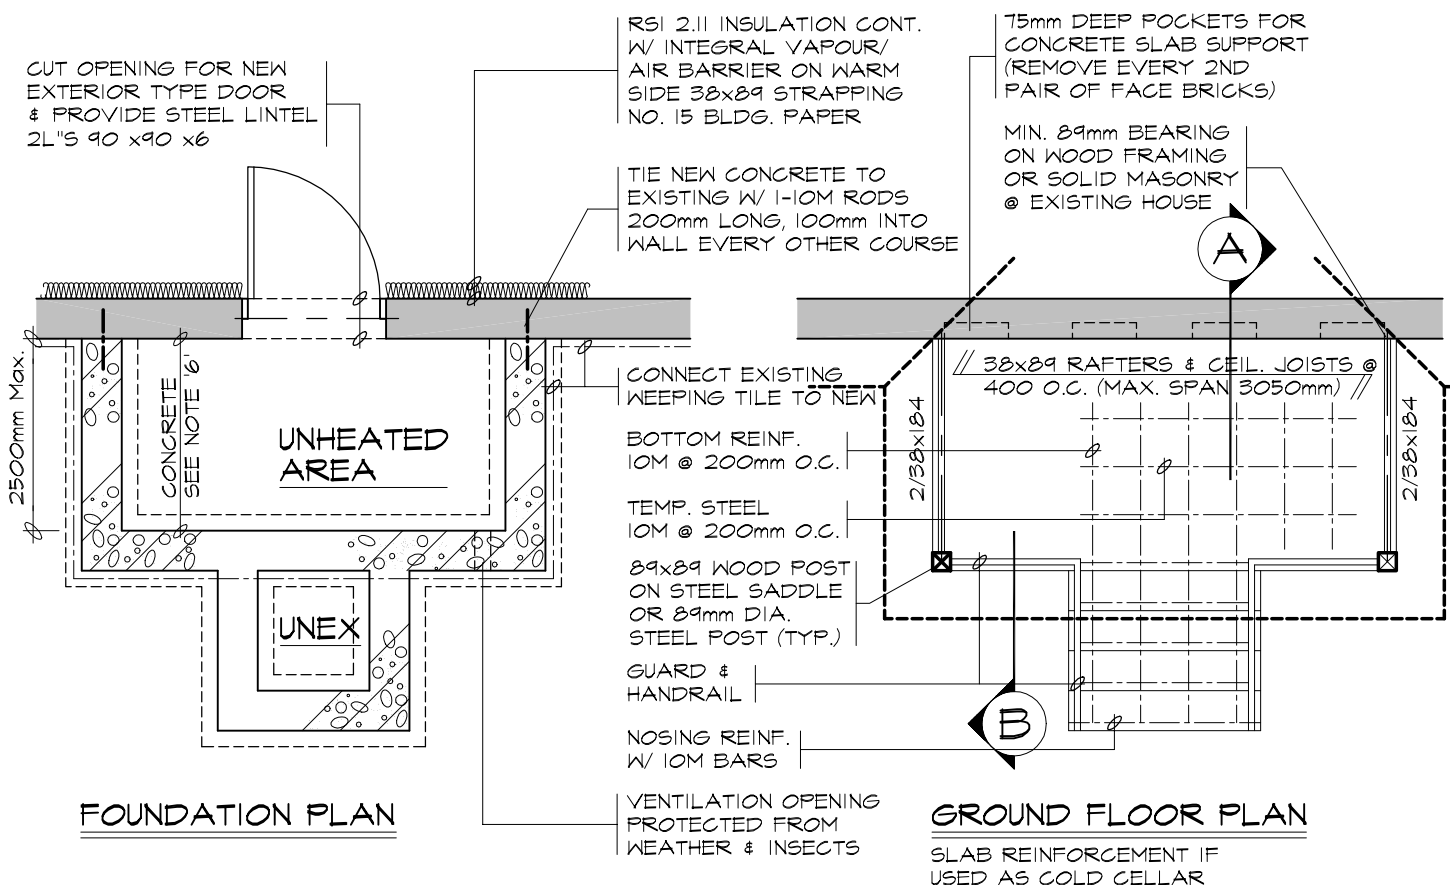 CUT OPENING FOR NEW
EXTERIOR TYPE DOOR
& PROVIDE STEEL LINTEL
2L"S 90 x90 x6
RSI 2.11 INSULATION CONT.
W/ INTEGRAL VAPOUR/
AIR BARRIER ON WARM
SIDE 38x89 STRAPPING
NO. 15 BLDG. PAPER
75mm DEEP POCKETS FOR
CONCRETE SLAB SUPPORT
(REMOVE EVERY 2ND
PAIR OF FACE BRICKS)
MIN. 89mm BEARING
ON WOOD FRAMING
OR SOLID MASONRY
@ EXISTING HOUSE
TIE NEW CONCRETE TO
EXISTING W/ 1-10M RODS
200mm LONG, 100mm INTO
WALL EVERY OTHER COURSE
A
2500mm Max.
CONCRETE
SEE NOTE '6'
UNHEATED
AREA
UNEX
CONNECT EXISTING
WEEPING TILE TO NEW
BOTTOM REINF.
10M @ 200mm O.C.
TEMP. STEEL
10M @ 200mm O.C.
89x89 WOOD POST
ON STEEL SADDLE
OR 89mm DIA.
STEEL POST (TYP.)
GUARD &
HANDRAIL
NOSING REINF.
W/ 10M BARS
VENTILATION OPENING
PROTECTED FROM
WEATHER & INSECTS
// 38x89 RAFTERS & CEIL. JOISTS @
400 O.C. (MAX. SPAN 3050mm) //
2/38x184
2/38x184
B
FOUNDATION PLAN
GROUND FLOOR PLAN
SLAB REINFORCEMENT IF
USED AS COLD CELLAR